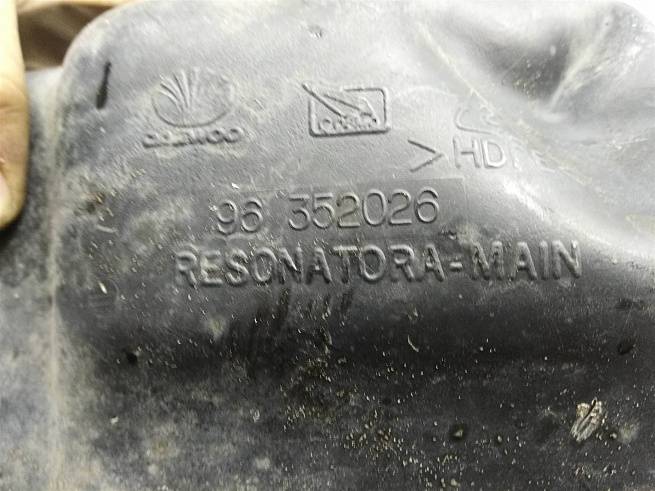 DAEWOO
>HDPE
96 352026
RESONATORA-MAIN